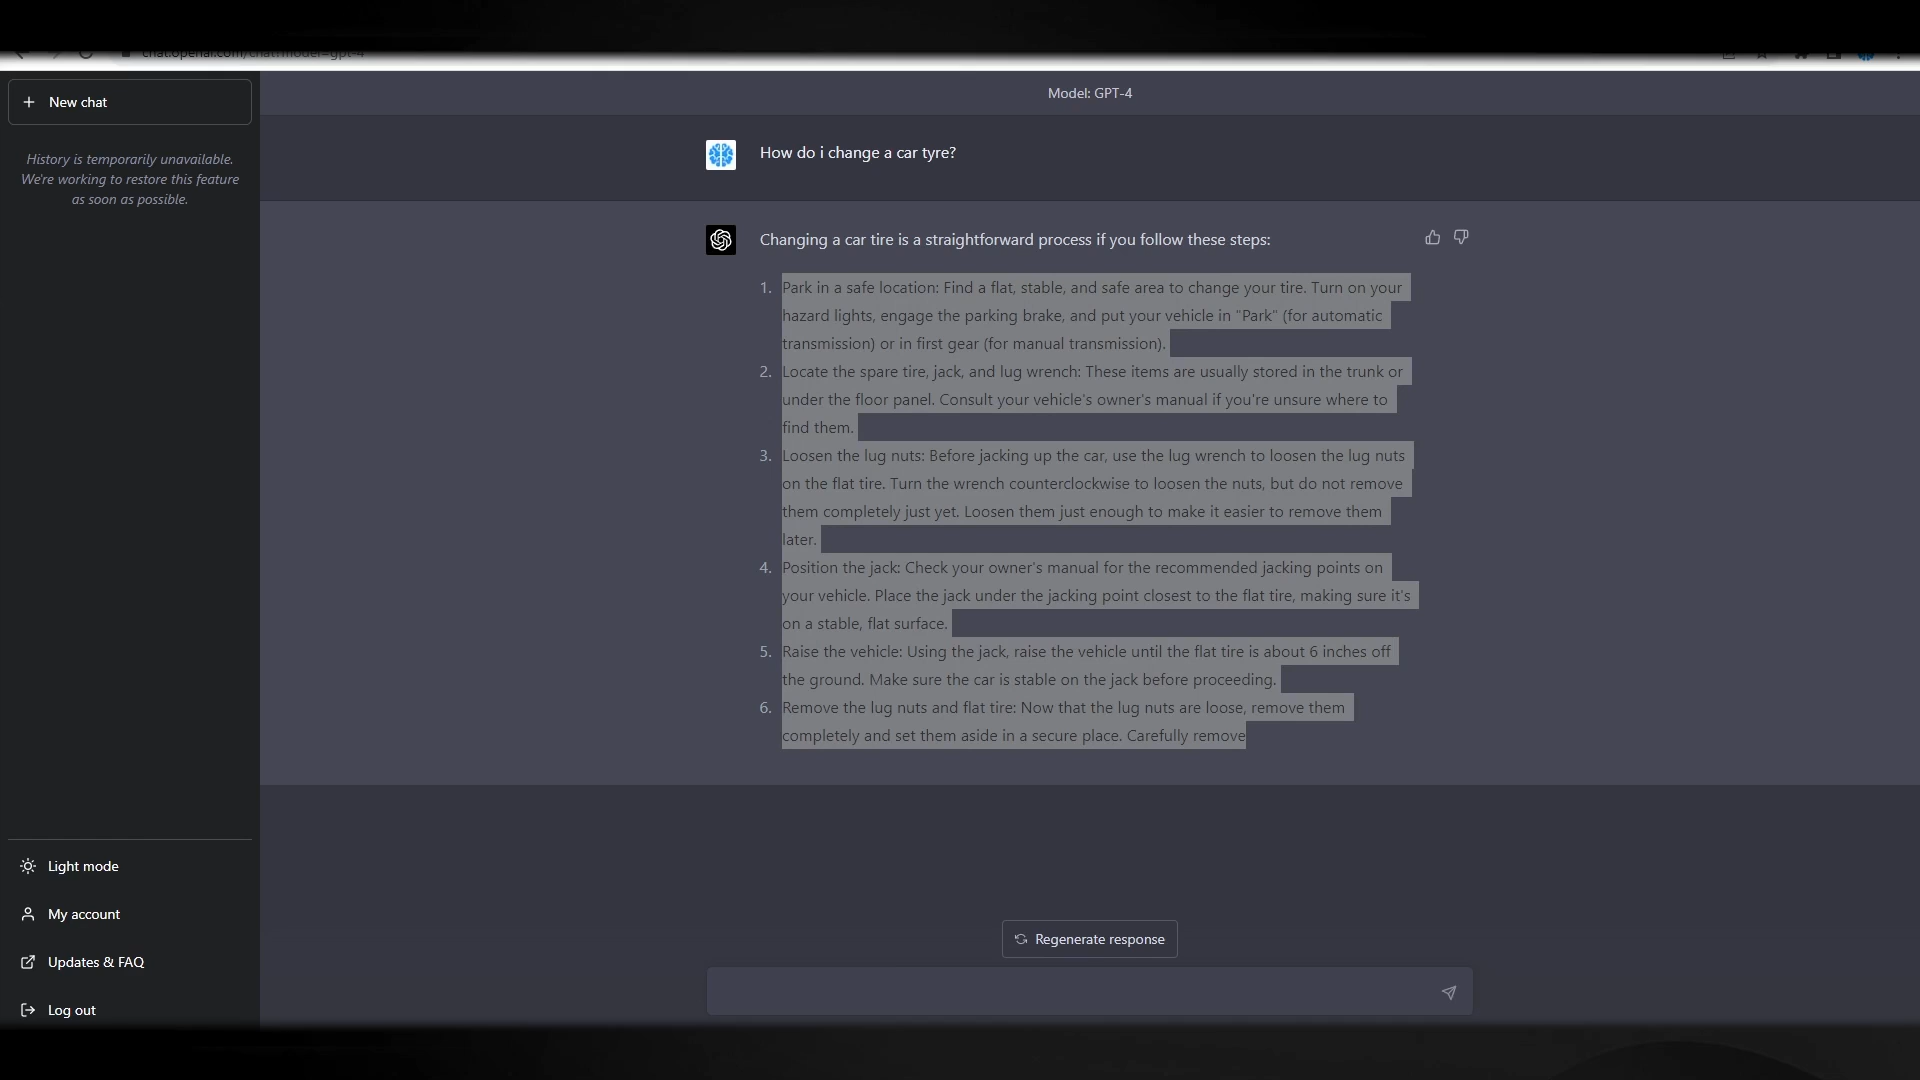 chat.openai.com/chat?model=gpt-4
New chat
History is temporarily unavailable.
We're working to restore this feature
as soon as possible.
Model: GPT-4
How do i change a car tyre?
Changing a car tire is a straightforward process if you follow these steps:
1. Park in a safe location: Find a flat, stable, and safe area to change your tire. Turn on your
hazard lights, engage the parking brake, and put your vehicle in "Park" (for automatic
transmission) or in first gear (for manual transmission).
2. Locate the spare tire, jack, and lug wrench: These items are usually stored in the trunk or
under the floor panel. Consult your vehicle's owner's manual if you're unsure where to
find them.
3. Loosen the lug nuts: Before jacking up the car, use the lug wrench to loosen the lug nuts
on the flat tire. Turn the wrench counterclockwise to loosen the nuts, but do not remove
them completely just yet. Loosen them just enough to make it easier to remove them
later.
4. Position the jack: Check your owner's manual for the recommended jacking points on
your vehicle. Place the jack under the jacking point closest to the flat tire, making sure it's
on a stable, flat surface.
5. Raise the vehicle: Using the jack, raise the vehicle until the flat tire is about 6 inches off
the ground. Make sure the car is stable on the jack before proceeding.
6. Remove the lug nuts and flat tire: Now that the lug nuts are loose, remove them
completely and set them aside in a secure place. Carefully remove
Light mode
My account
Updates & FAQ
Log out
Regenerate response